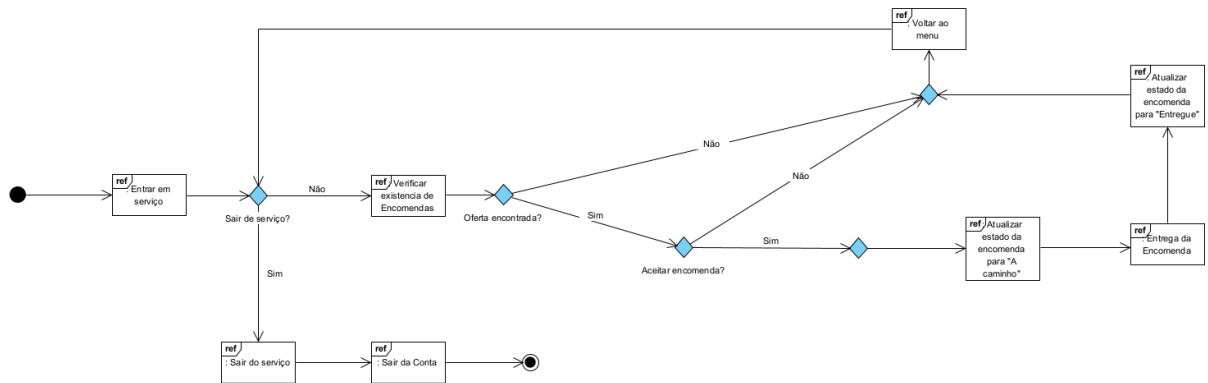 ref
: Voltar ao
menu
ref
: Atualizar
estado da
encomenda
para "Entregue"
Não
Não
ref
: Entrar em
serviço
Sair de serviço?
Não
ref
: Verificar
existencia de
Encomendas
Oferta encontrada?
Sim
Aceitar encomenda?
Sim
ref
: Atualizar
estado da
encomenda
para "A
caminho"
ref
: Entrega da
Encomenda
Sim
ref
: Sair do serviço
ref
: Sair da Conta